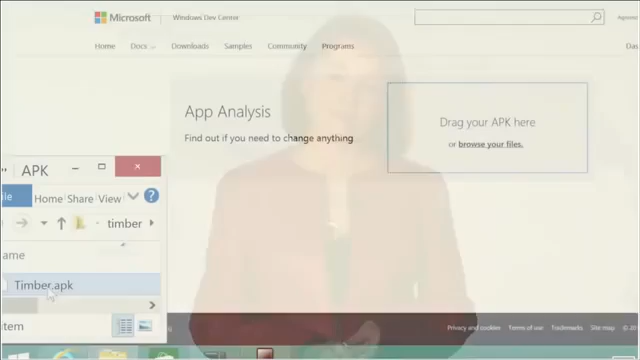 Microsoft
Windows Dev Center
Home Docs Downloads Samples Community Programs
App Analysis
Find out if you need to change anything
Drag your APK here
or browse your files.
APK
Home Share View
timber
Timber.apk
Privacy and cookies Terms of use Trademarks Site map